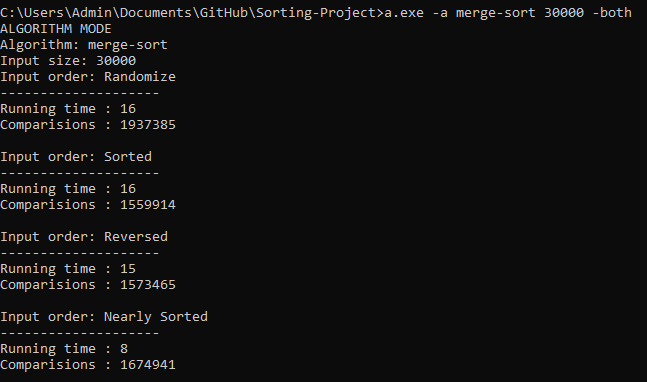 C:\Users\Admin\Documents\GitHub\Sorting-Project>a.exe -a merge-sort 30000 -both
ALGORITHM MODE
Algorithm: merge-sort
Input size: 30000
Input order: Randomize
--------------------
Running time : 16
Comparisions : 1937385
Input order: Sorted
--------------------
Running time : 16
Comparisions : 1559914
Input order: Reversed
--------------------
Running time : 15
Comparisions : 1573465
Input order: Nearly Sorted
--------------------
Running time : 8
Comparisions : 1674941